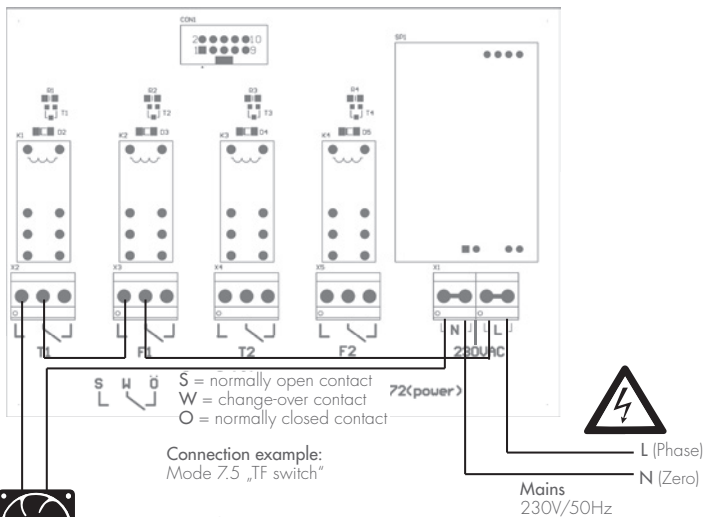 CON1
2 10
1 9
SP1
R1 R2 R3 R4
T1 T2 T3 T4
K1 D2 K2 D3 K3 D4 K4 D5
X2 X3 X4 X5 X1
N L
T1 F1 T2 F2 230VAC
S W Ö
S = normally open contact
W = change-over contact
O = normally closed contact
72(power)
Connection example:
Mode 7.5 „TF switch“
L (Phase)
N (Zero)
Mains
230V/50Hz